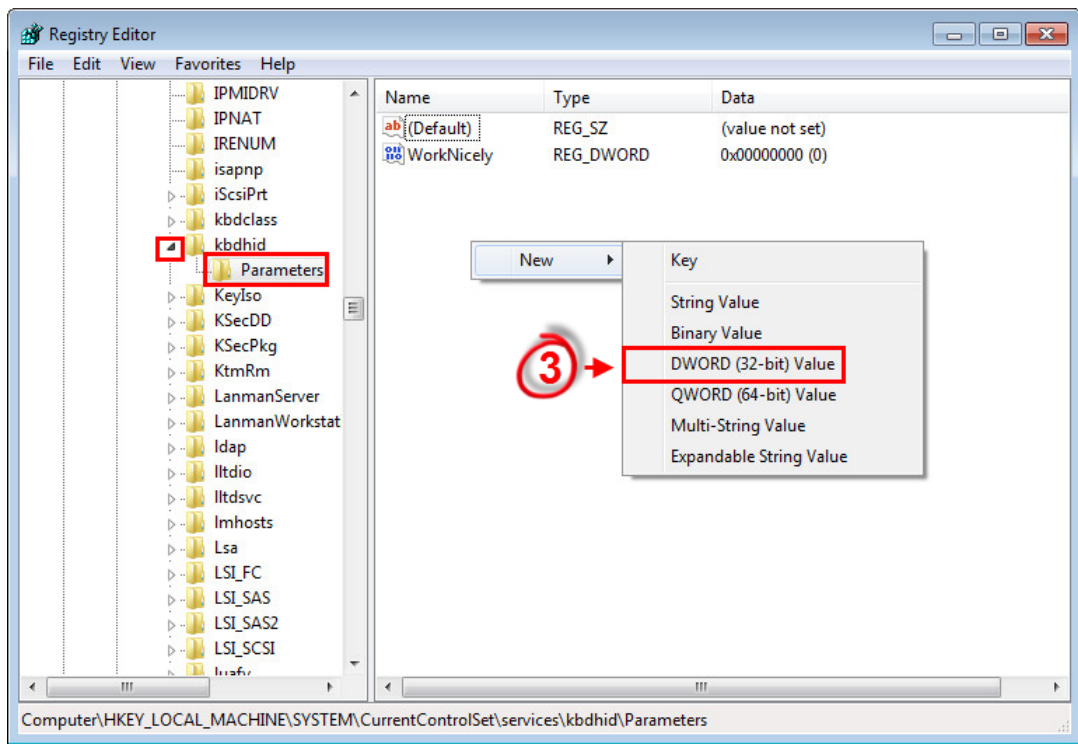 Registry Editor
File Edit View Favorites Help
IPMIDRV
IPNAT
IRENUM
isapnp
iScsiPrt
kbdclass
kbdhid
Parameters
KeyIso
KSecDD
KSecPkg
KtmRm
LanmanServer
LanmanWorkstat
ldap
lltdio
lltdsvc
lmhosts
Lsa
LSI_FC
LSI_SAS
LSI_SAS2
LSI_SCSI
luafv
Name Type Data
(Default) REG_SZ (value not set)
WorkNicely REG_DWORD 0x00000000 (0)
New
Key
String Value
Binary Value
3 DWORD (32-bit) Value
QWORD (64-bit) Value
Multi-String Value
Expandable String Value
Computer\HKEY_LOCAL_MACHINE\SYSTEM\CurrentControlSet\services\kbdhid\Parameters